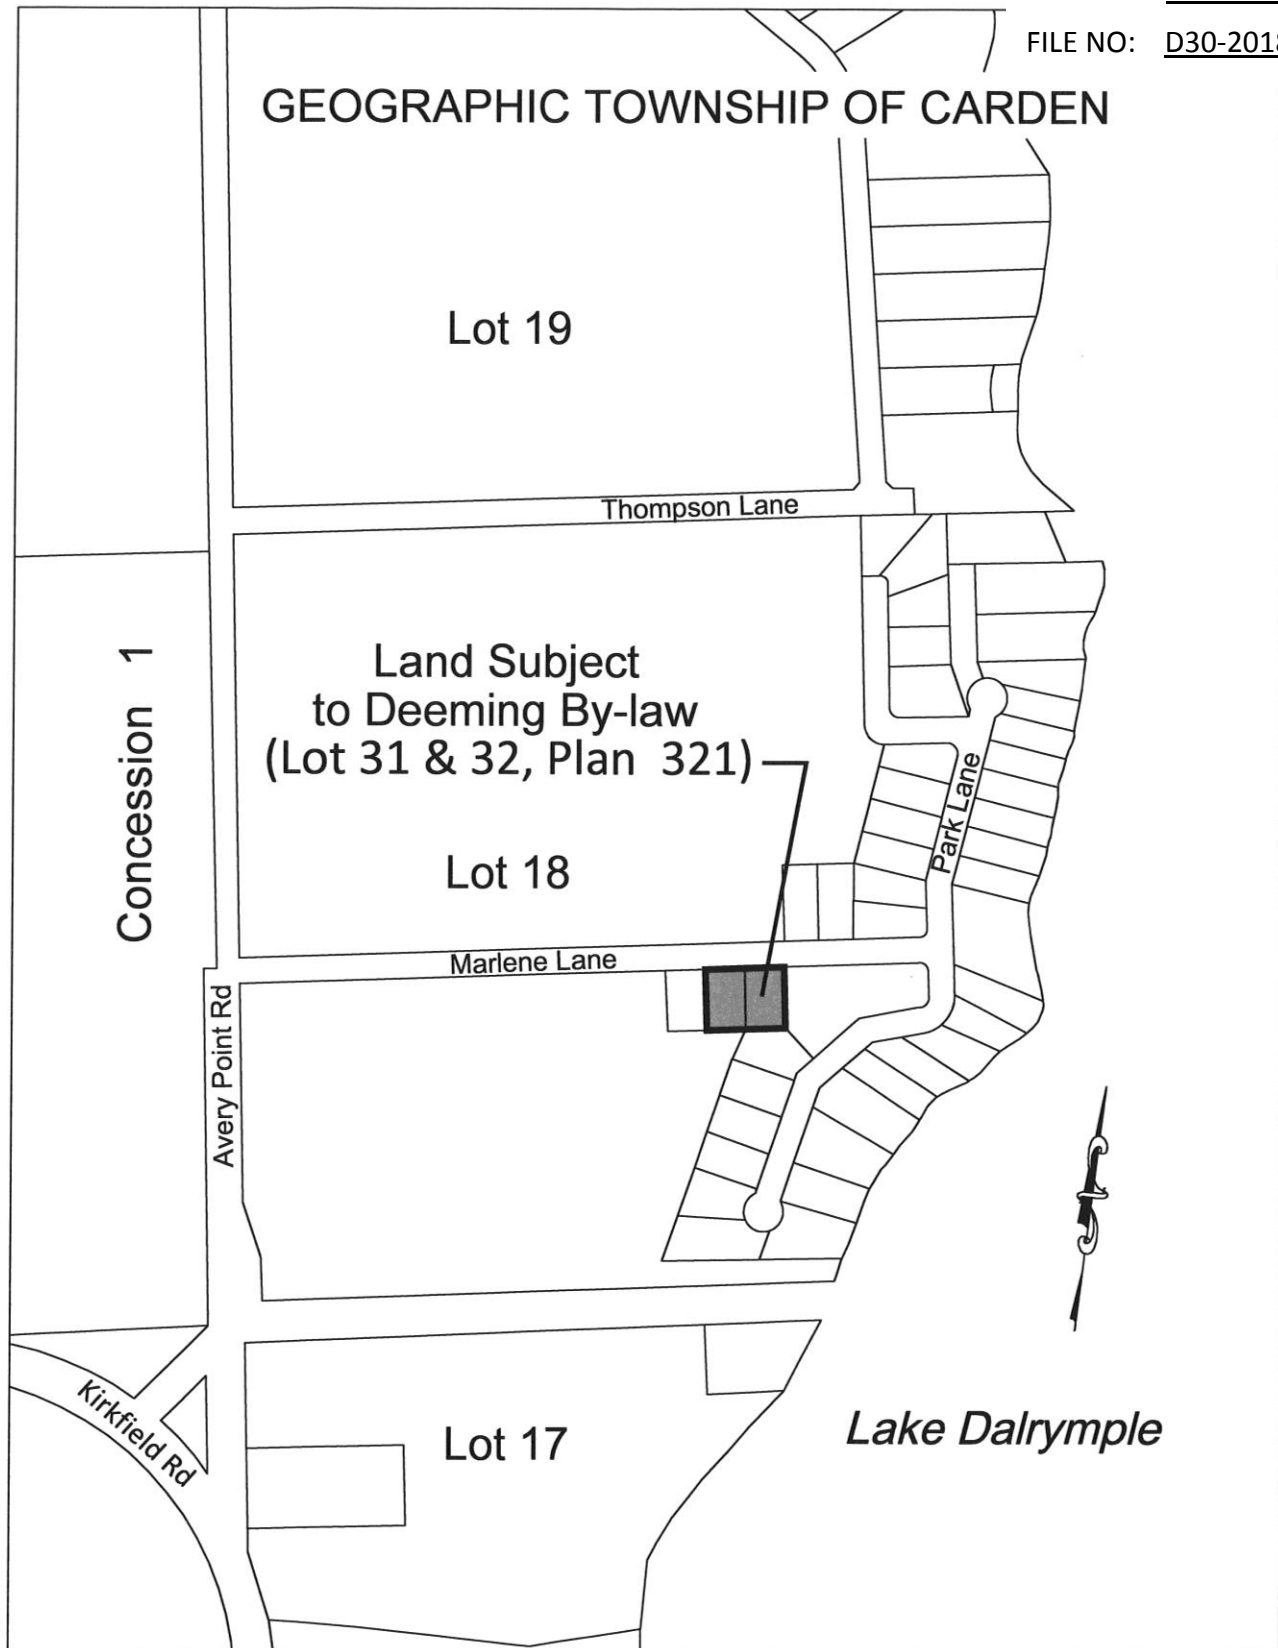 FILE NO: D30-2018
GEOGRAPHIC TOWNSHIP OF CARDEN
Lot 19
Thompson Lane
Concession 1
Land Subject
to Deeming By-law
(Lot 31 & 32, Plan 321)
Park Lane
Lot 18
Marlene Lane
Avery Point Rd
Kirkfield Rd
Lot 17
Lake Dalrymple